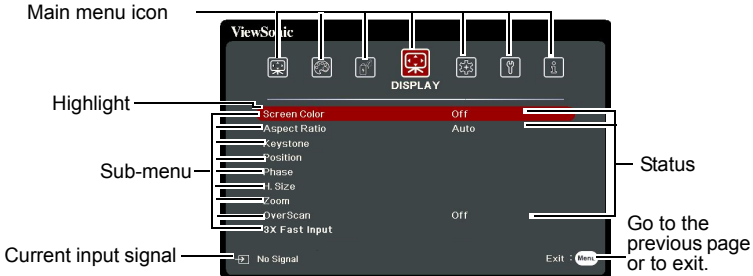 Main menu icon
ViewSonic
DISPLAY
Highlight
Screen Color Off
Aspect Ratio Auto
Keystone
Position
Sub-menu
Phase
Status
H. Size
Zoom
OverScan Off
3X Fast Input
Go to the
previous page
or to exit.
Current input signal
No Signal
Exit : Menu